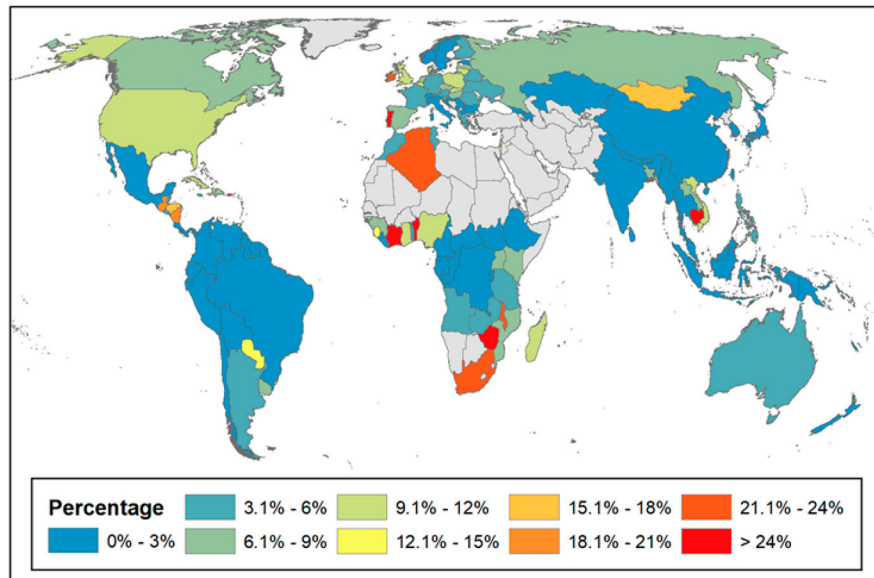 Percentage
0% - 3%
3.1% - 6%
6.1% - 9%
9.1% - 12%
12.1% - 15%
15.1% - 18%
18.1% - 21%
21.1% - 24%
> 24%